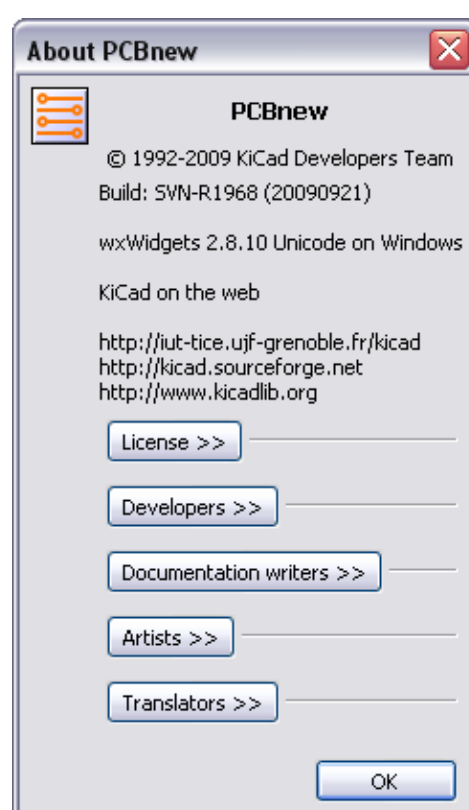 About PCBnew
PCBnew
© 1992-2009 KiCad Developers Team
Build: SVN-R1968 (20090921)
wxWidgets 2.8.10 Unicode on Windows
KiCad on the web
http://iut-tice.ujf-grenoble.fr/kicad
http://kicad.sourceforge.net
http://www.kicadlib.org
License >>
Developers >>
Documentation writers >>
Artists >>
Translators >>
OK